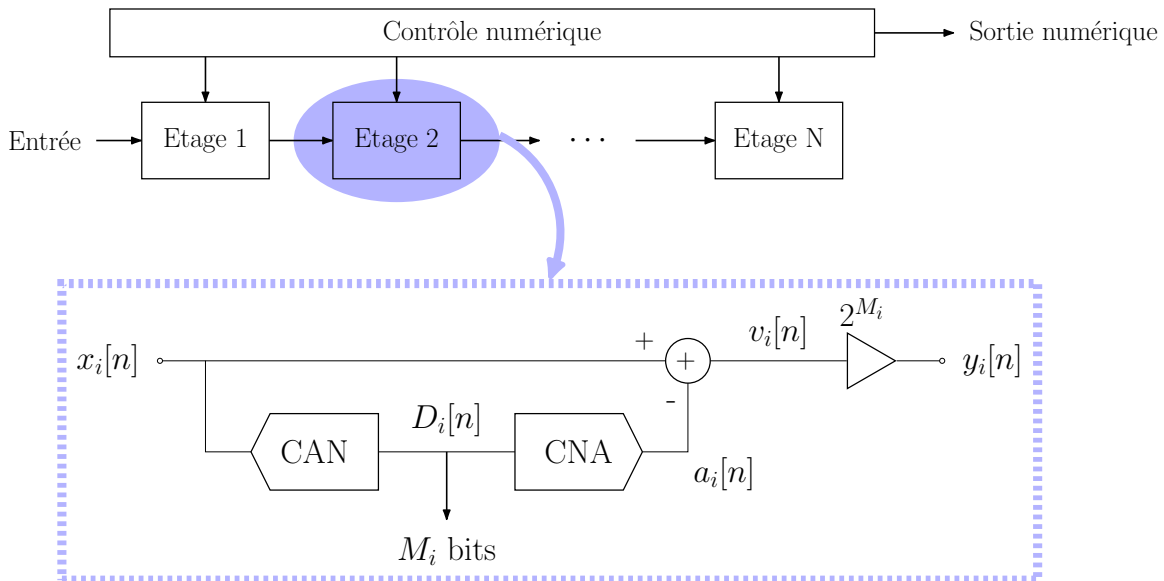 Contrôle numérique
Sortie numérique
Entrée
Etage 1
Etage 2
...
Etage N
x_i[n]
+
+
-
v_i[n]
2^{M_i}
y_i[n]
CAN
D_i[n]
CNA
a_i[n]
M_i bits